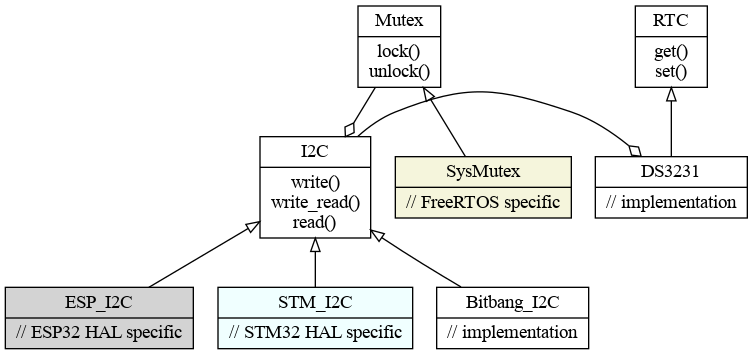 Mutex
lock()
unlock()
RTC
get()
set()
I2C
write()
write_read()
read()
SysMutex
// FreeRTOS specific
DS3231
// implementation
ESP_I2C
// ESP32 HAL specific
STM_I2C
// STM32 HAL specific
Bitbang_I2C
// implementation